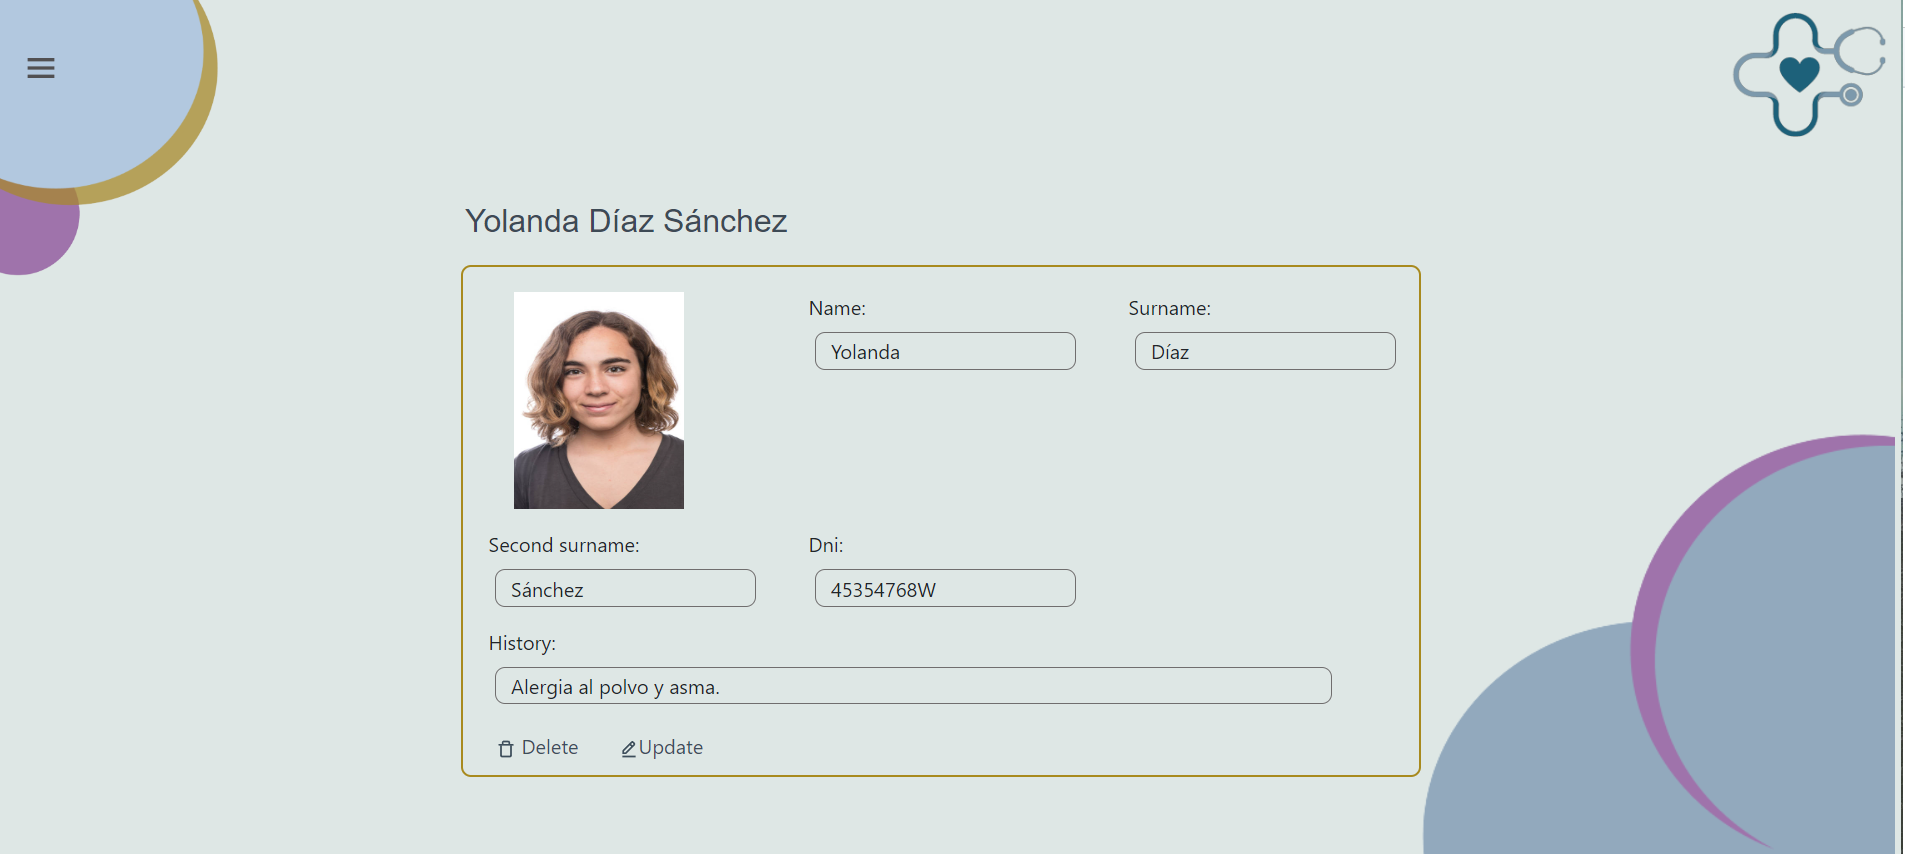 Yolanda Díaz Sánchez
Name:
Surname:
Yolanda
Díaz
Second surname:
Dni:
Sánchez
45354768W
History:
Alergia al polvo y asma.
Delete
Update